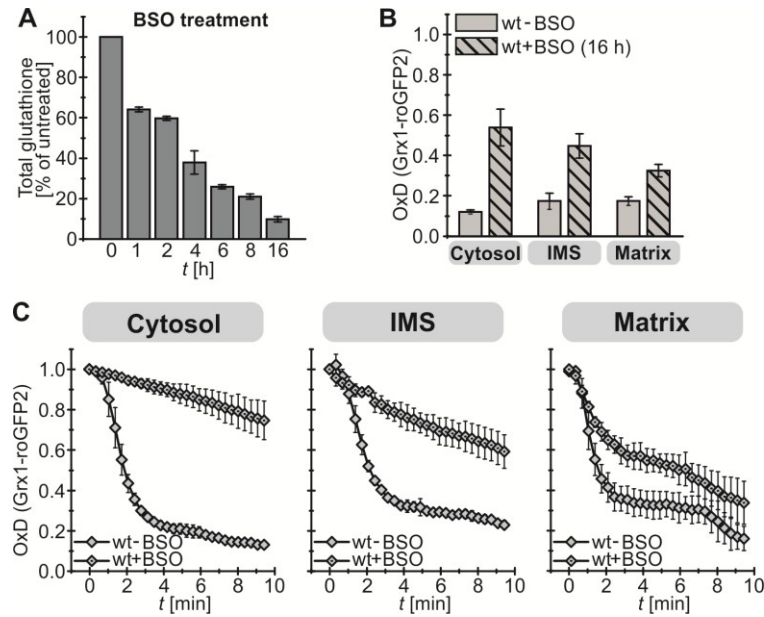 A
BSO treatment
Total glutathione
[% of untreated]
100
80
60
40
20
0
0 1 2 4 6 8 16
t [h]
B
wt-BSO
wt+BSO (16 h)
OxD (Grx1-roGFP2)
1.0
0.8
0.6
0.4
0.2
0.0
Cytosol IMS Matrix
C
Cytosol
OxD (Grx1-roGFP2)
1.0
0.8
0.6
0.4
0.2
0.0
wt-BSO
wt+BSO
0 2 4 6 8 10
t [min]
IMS
wt-BSO
wt+BSO
0 2 4 6 8 10
t [min]
Matrix
wt-BSO
wt+BSO
0 2 4 6 8 10
t [min]